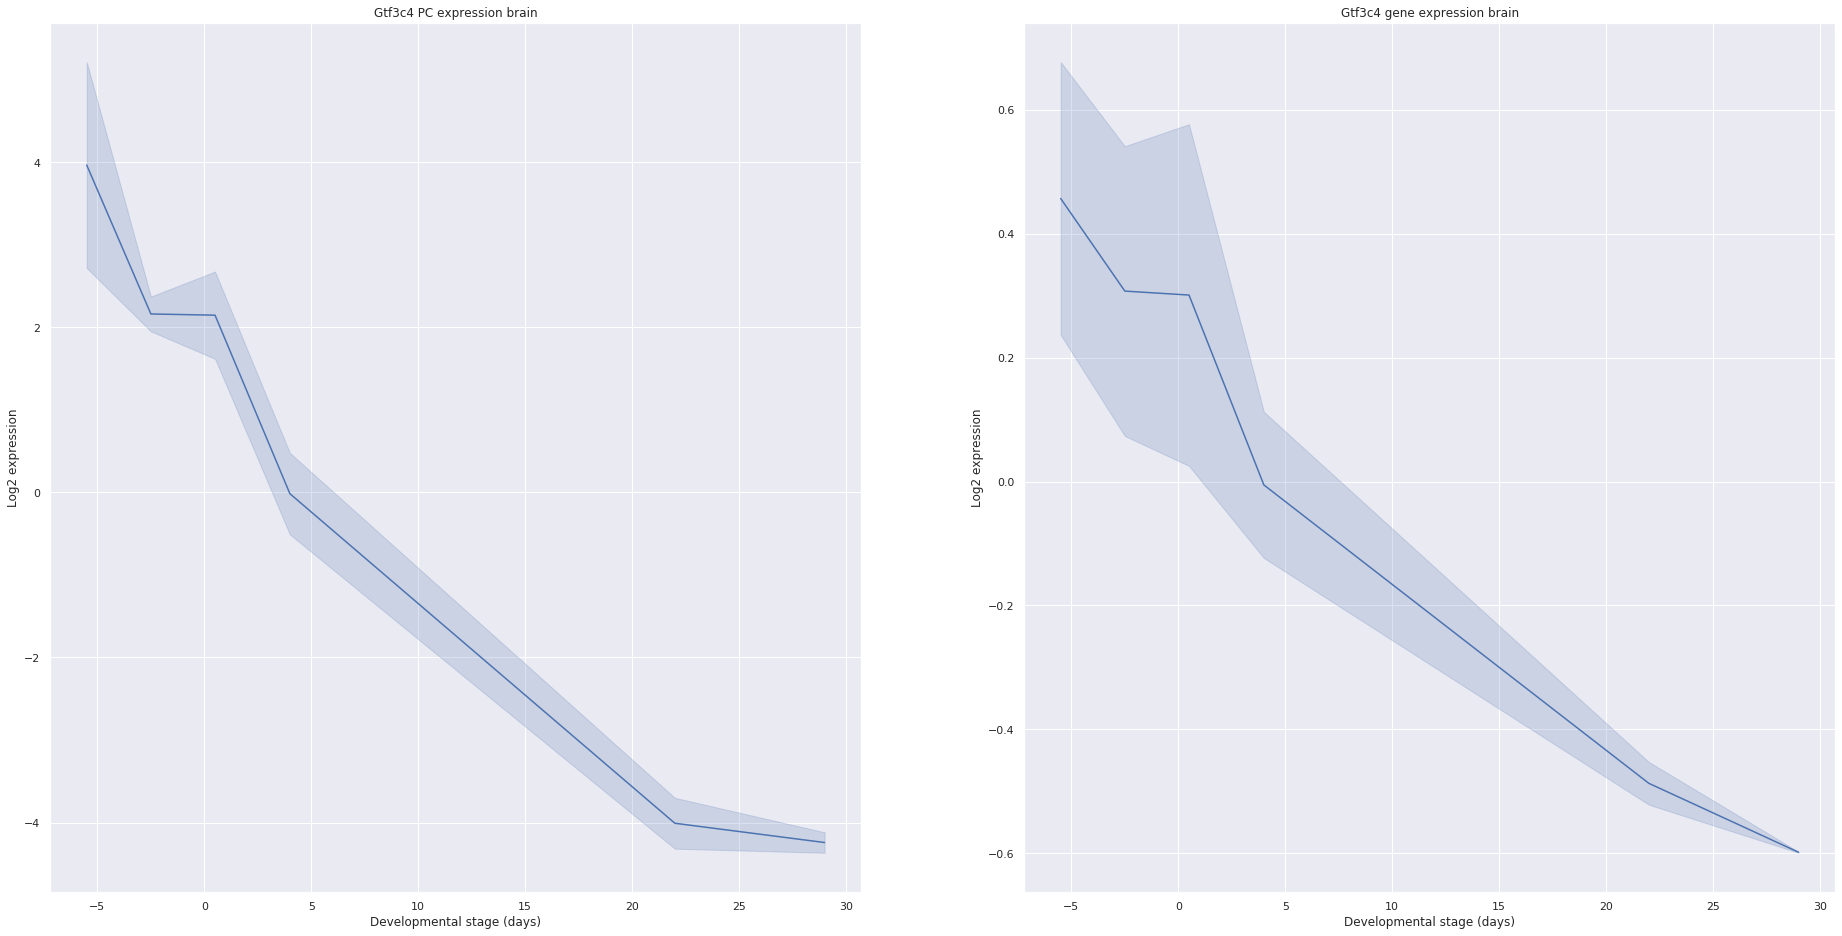 Gtf3c4 PC expression brain
4
2
0
−2
−4
Log2 expression
−5 0 5 10 15 20 25 30
Developmental stage (days)
Gtf3c4 gene expression brain
0.6
0.4
0.2
0.0
−0.2
−0.4
−0.6
Log2 expression
−5 0 5 10 15 20 25 30
Developmental stage (days)